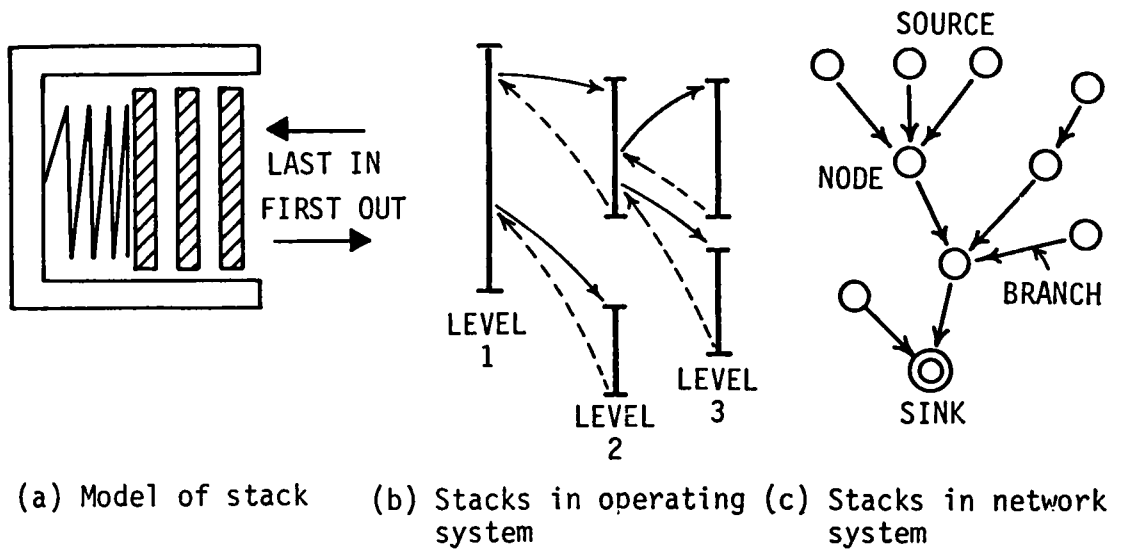 LAST IN
FIRST OUT
LEVEL
1
LEVEL
2
LEVEL
3
SOURCE
NODE
BRANCH
SINK
(a) Model of stack
(b) Stacks in operating
system
(c) Stacks in network
system